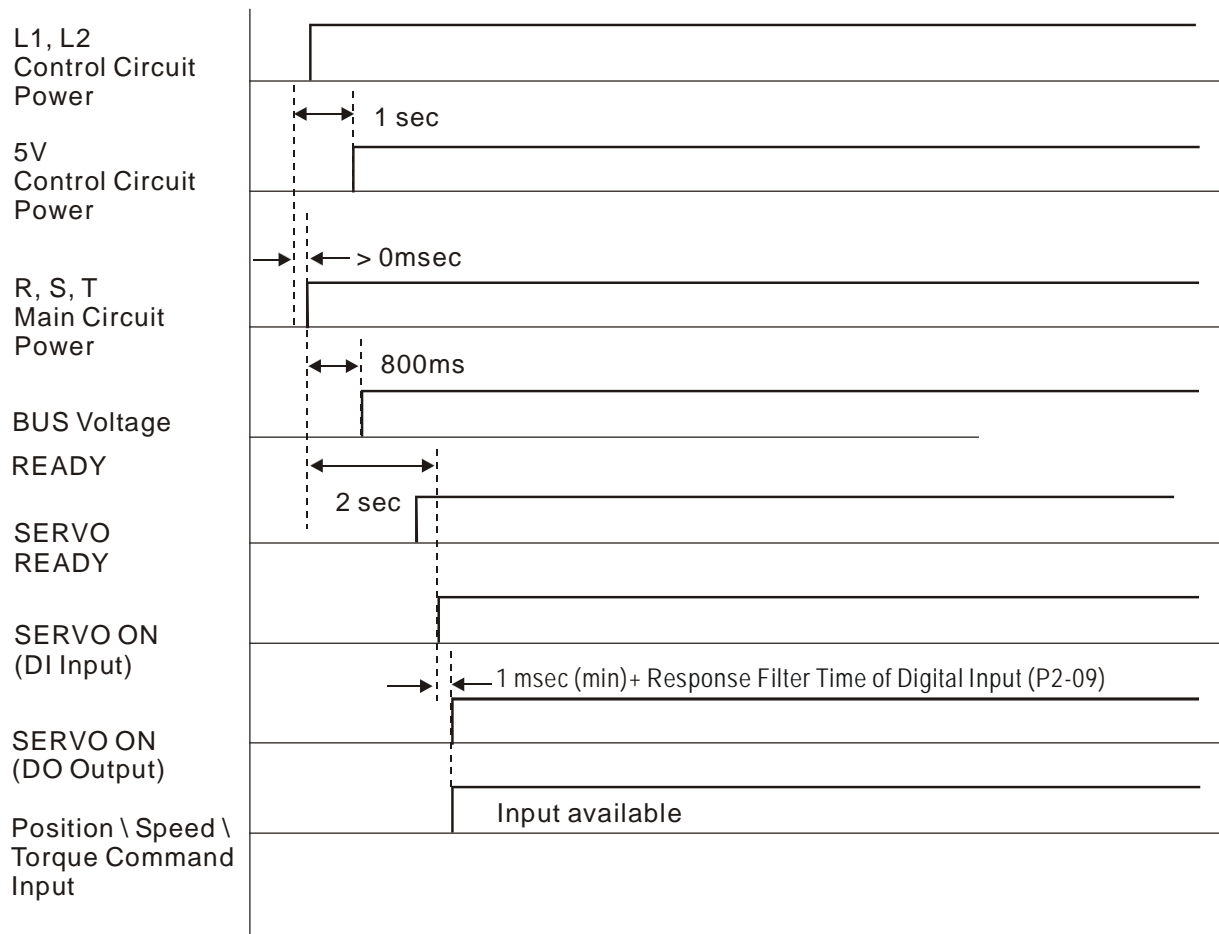 L1, L2
Control Circuit
Power
1 sec
5V
Control Circuit
Power
> 0msec
R, S, T
Main Circuit
Power
800ms
BUS Voltage
READY
2 sec
SERVO
READY
SERVO ON
(DI Input)
1 msec (min)+ Response Filter Time of Digital Input (P2-09)
SERVO ON
(DO Output)
Input available
Position \ Speed \
Torque Command
Input